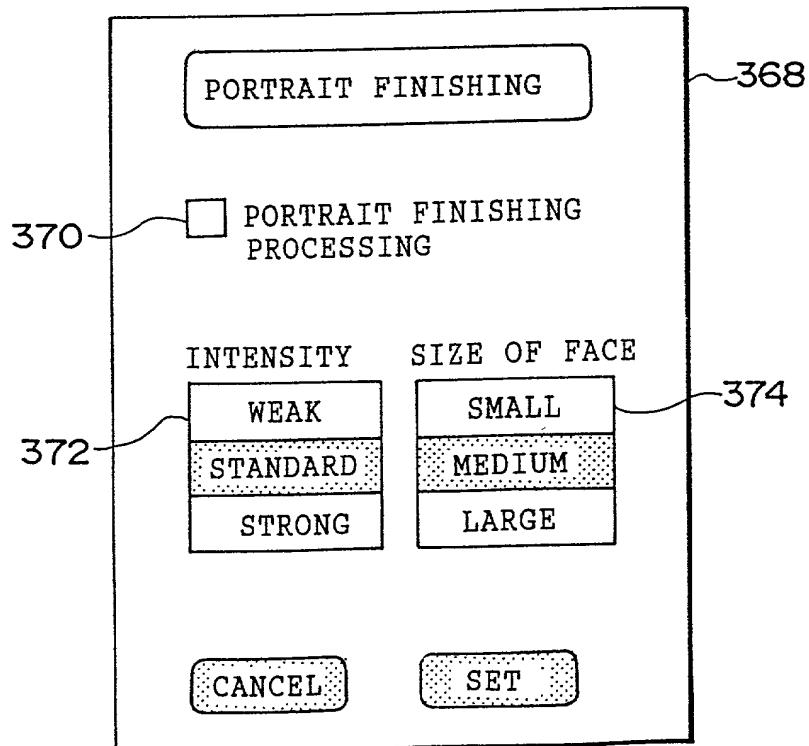 PORTRAIT FINISHING
368
370
PORTRAIT FINISHING
PROCESSING
INTENSITY
SIZE OF FACE
WEAK
SMALL
374
372
STANDARD
MEDIUM
STRONG
LARGE
CANCEL
SET